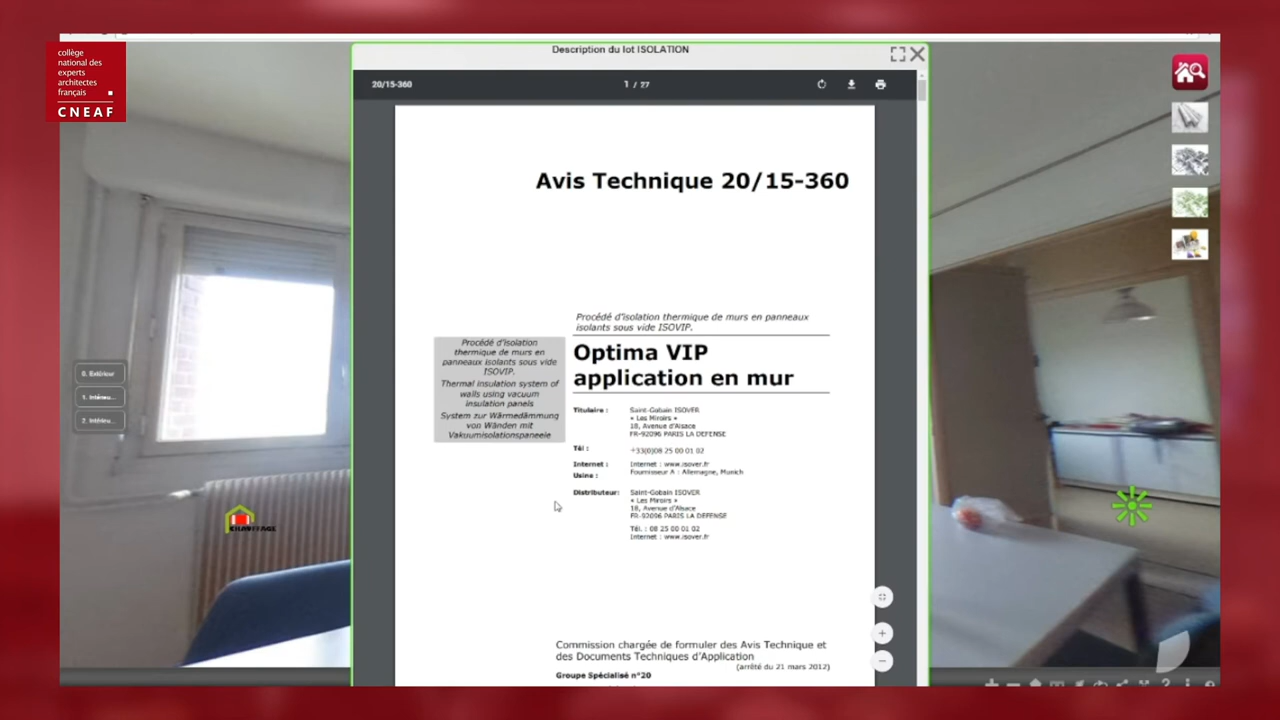 collège
national des
experts
architectes
français
CNEAF
Description du lot ISOLATION
20/15-360
1 / 27
Avis Technique 20/15-360
Procédé d'isolation thermique de murs en panneaux
isolants sous vide ISOVIP.
Procédé d'isolation
thermique de murs en
panneaux isolants sous vide
ISOVIP.
Thermal insulation system of
walls using vacuum
insulation panels
System zur Wärmedämmung
von Wänden mit
Vakuumisolationspaneele
Optima VIP
application en mur
Titulaire : Saint-Gobain ISOVER
« Les Miroirs »
18, Avenue d'Alsace
FR-92096 PARIS LA DEFENSE
Tél : +33(0)08 25 00 01 02
Internet : Internet : www.isover.fr
Usine : Fournisseur A : Allemagne, Munich
Distributeur: Saint-Gobain ISOVER
« Les Miroirs »
18, Avenue d'Alsace
FR-92096 PARIS LA DEFENSE
Tél. : 08 25 00 01 02
Internet : www.isover.fr
Commission chargée de formuler des Avis Technique et
des Documents Techniques d'Application
(arrêté du 21 mars 2012)
Groupe Spécialisé n°20
0. Extérieur
1. Intérieu...
2. Intérieu...
CHAUFFAGE